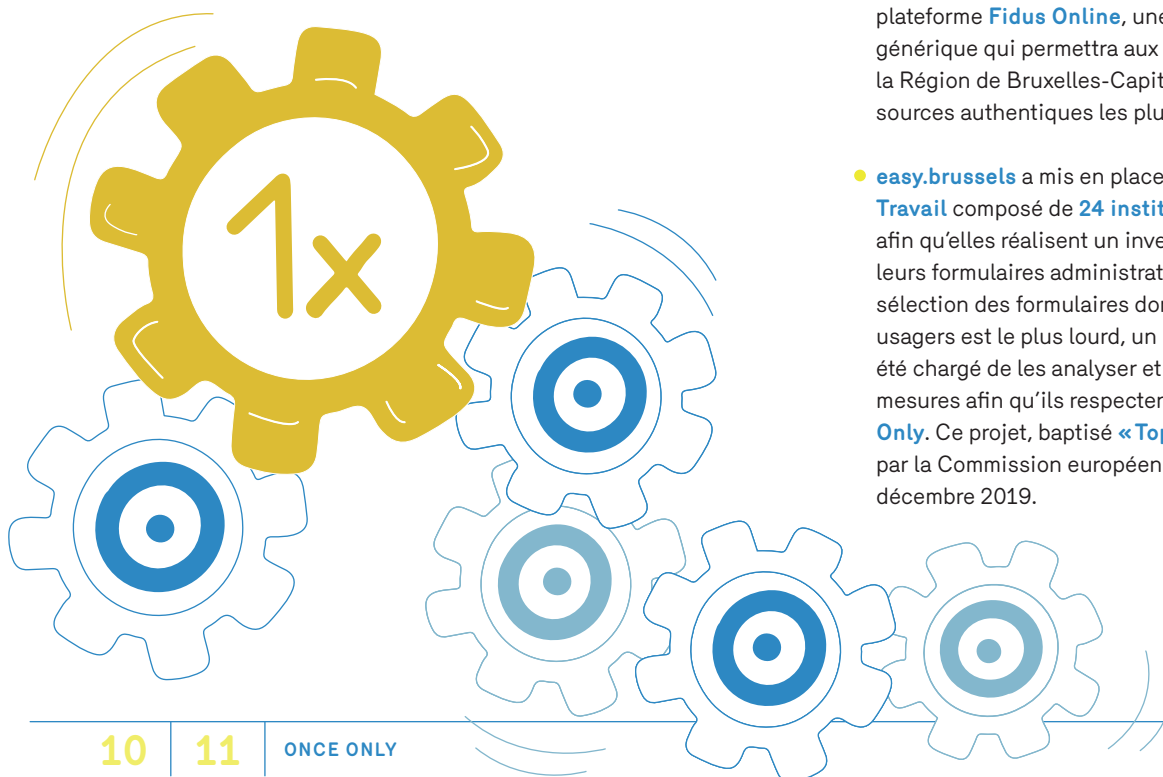 1x
plateforme Fidus Online, une
générique qui permettra aux
la Région de Bruxelles-Capit
sources authentiques les plu
easy.brussels a mis en place
Travail composé de 24 instit
afin qu'elles réalisent un inve
leurs formulaires administrat
sélection des formulaires dor
usagers est le plus lourd, un
été chargé de les analyser et
mesures afin qu'ils respecter
Only. Ce projet, baptisé «Top
par la Commission européen
décembre 2019.
10 11 ONCE ONLY